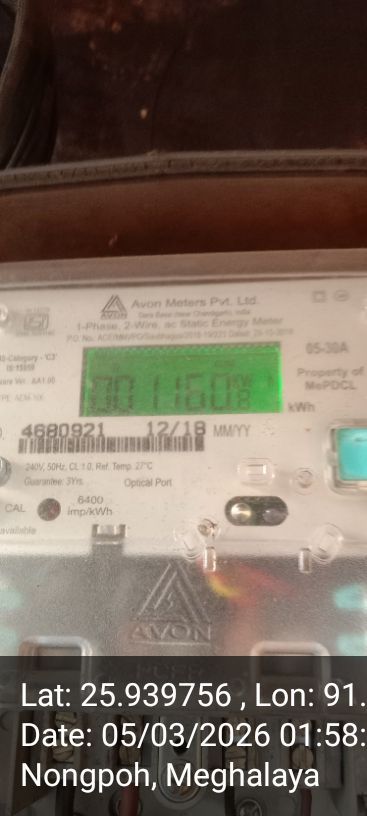 Avon Meters Pvt. Ltd.
AVON
1-Phase, 2-Wire, ac Static Energy Meter
05-30A
Property of
MePDCL
kWh
4680921 12/18 MM/YY
240V, 50Hz, CL 1.0, Ref. Temp. 27°C
Guarantee: 3Yrs. Optical Port
CAL 6400
imp/kWh
available
AVON
Lat: 25.939756 , Lon: 91.
Date: 05/03/2026 01:58:
Nongpoh, Meghalaya